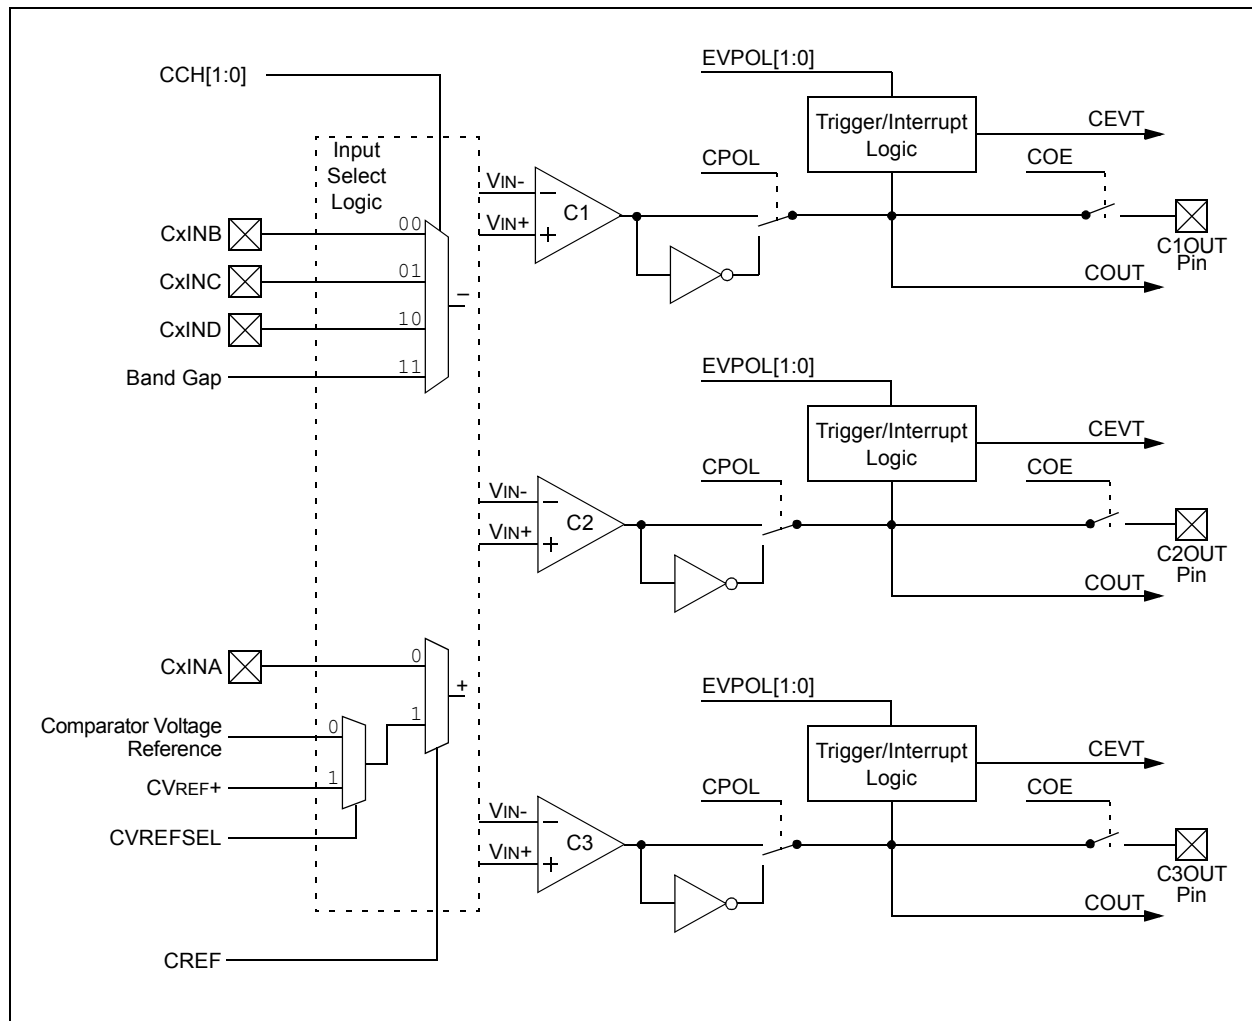 CCH[1:0]
Input
Select
Logic
CxINB
00
CxINC
01
CxIND
10
Band Gap
11
–
CxINA
0
+
1
Comparator Voltage
Reference
0
CVREF+
1
CVREFSEL
CREF
EVPOL[1:0]
Trigger/Interrupt
Logic
CEVT
CPOL
COE
VIN-
–
VIN+
+
C1
C1OUT
Pin
COUT
EVPOL[1:0]
Trigger/Interrupt
Logic
CEVT
CPOL
COE
VIN-
–
VIN+
+
C2
C2OUT
Pin
COUT
EVPOL[1:0]
Trigger/Interrupt
Logic
CEVT
CPOL
COE
VIN-
–
VIN+
+
C3
C3OUT
Pin
COUT